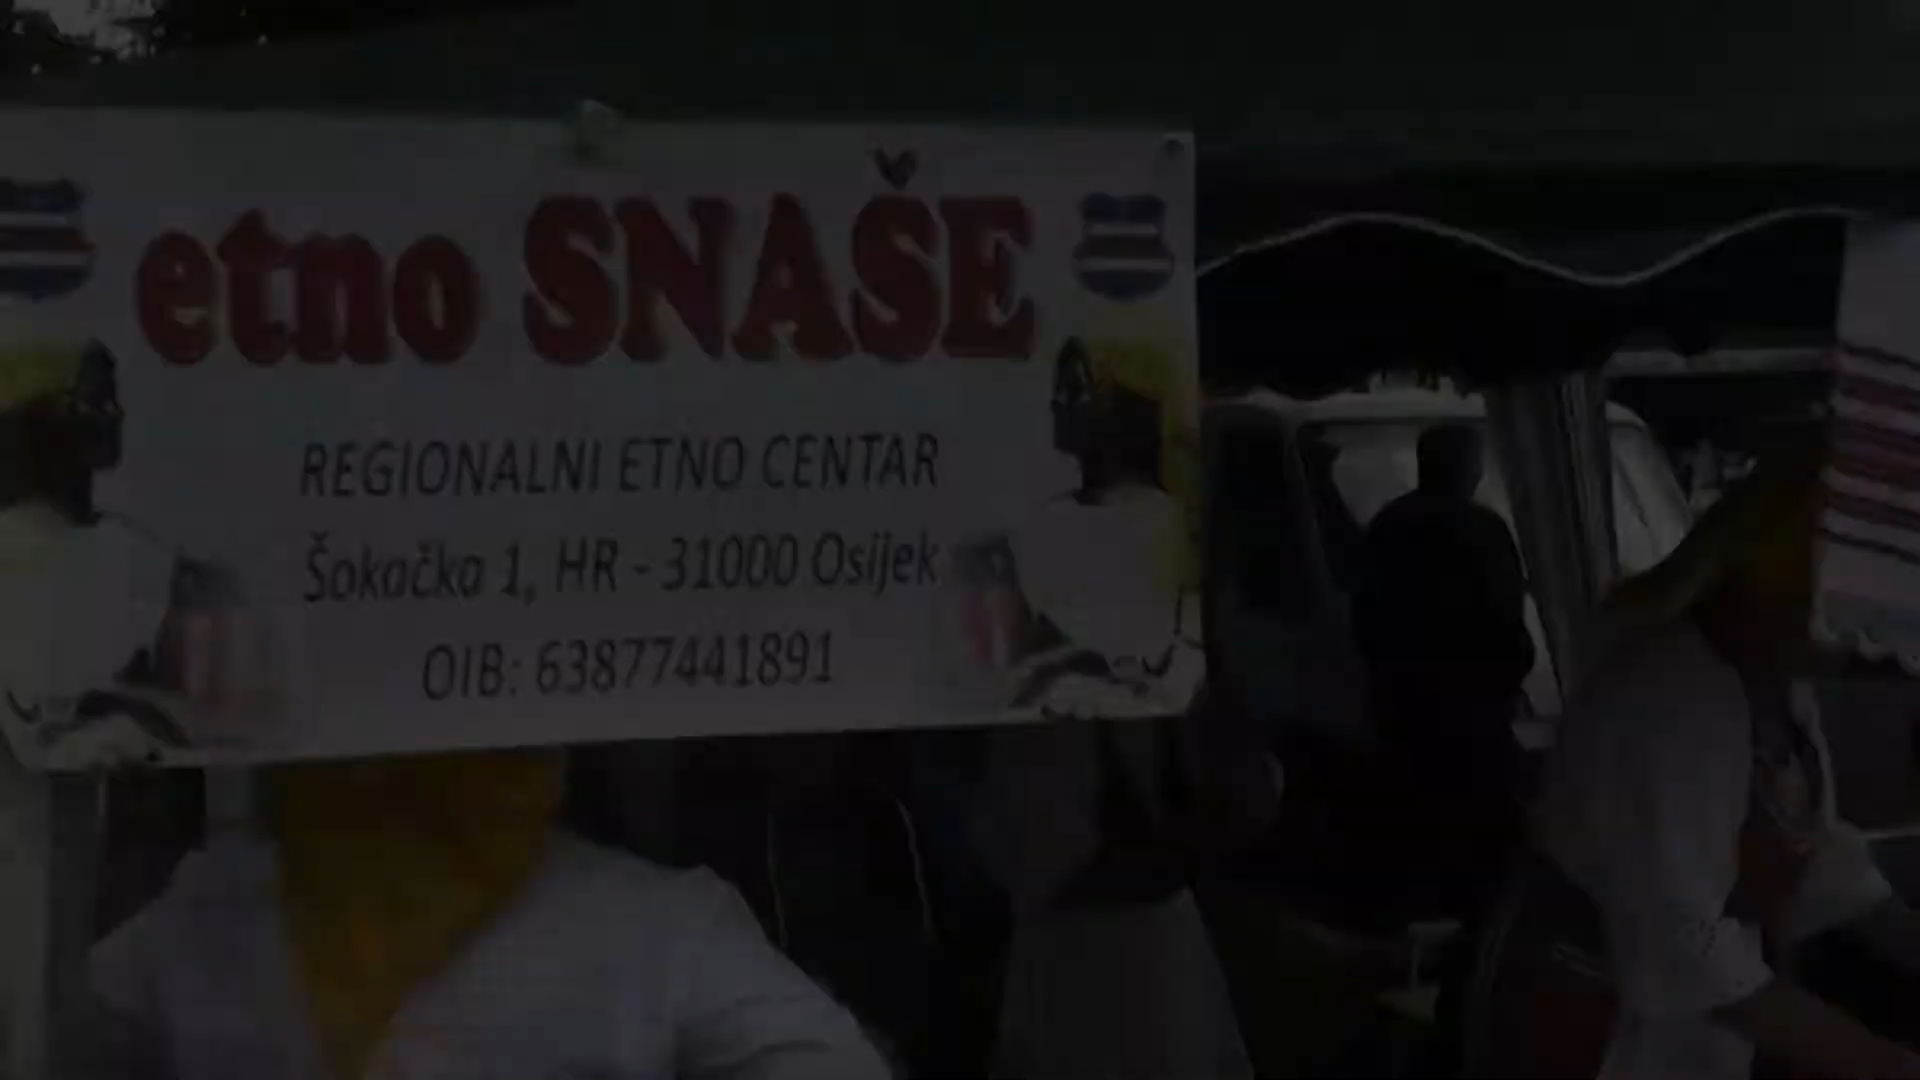 etno SNAŠE
REGIONALNI ETNO CENTAR
Šokačka 1, HR - 31000 Osijek
OIB: 63877441891